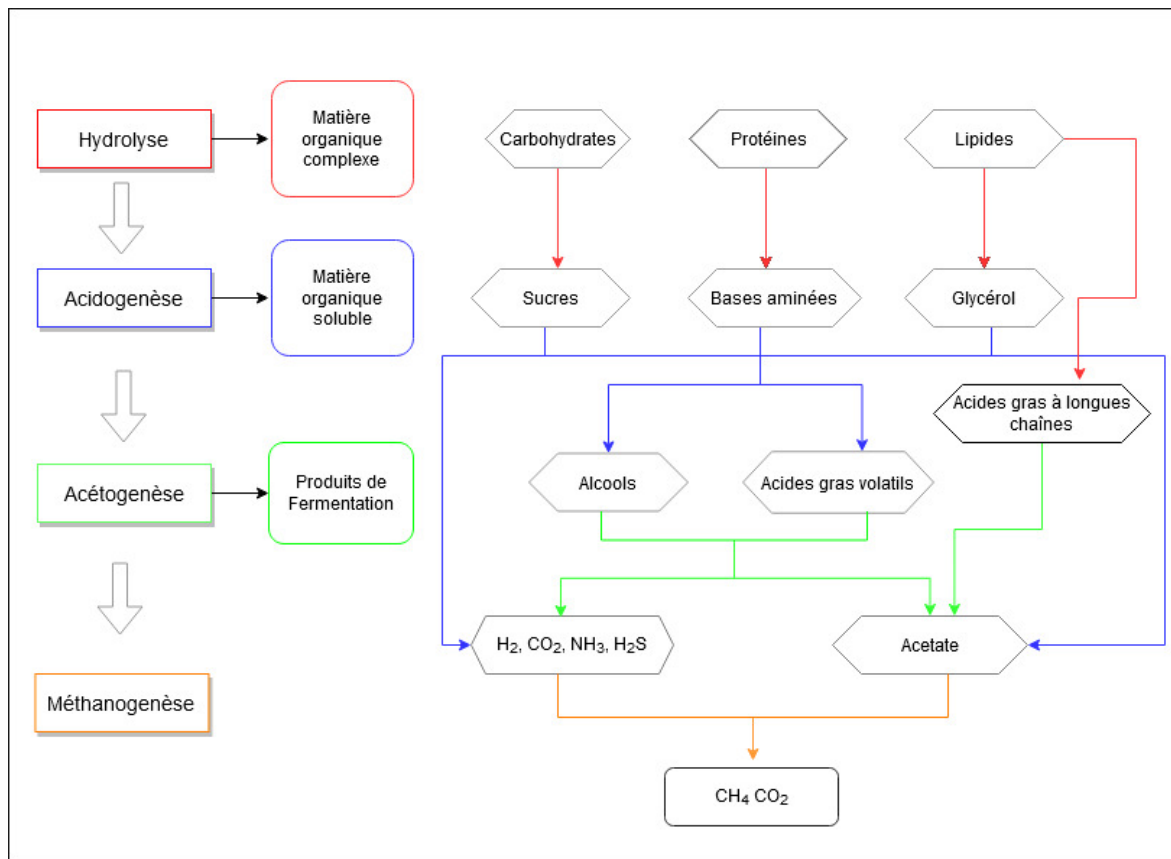 Hydrolyse
Matière
organique
complexe
Carbohydrates
Protéines
Lipides
Acidogenèse
Matière
organique
soluble
Sucres
Bases aminées
Glycérol
Acides gras à longues
chaînes
Acétogenèse
Produits de
Fermentation
Alcools
Acides gras volatils
H₂, CO₂, NH₃, H₂S
Acetate
Méthanogenèse
CH₄ CO₂